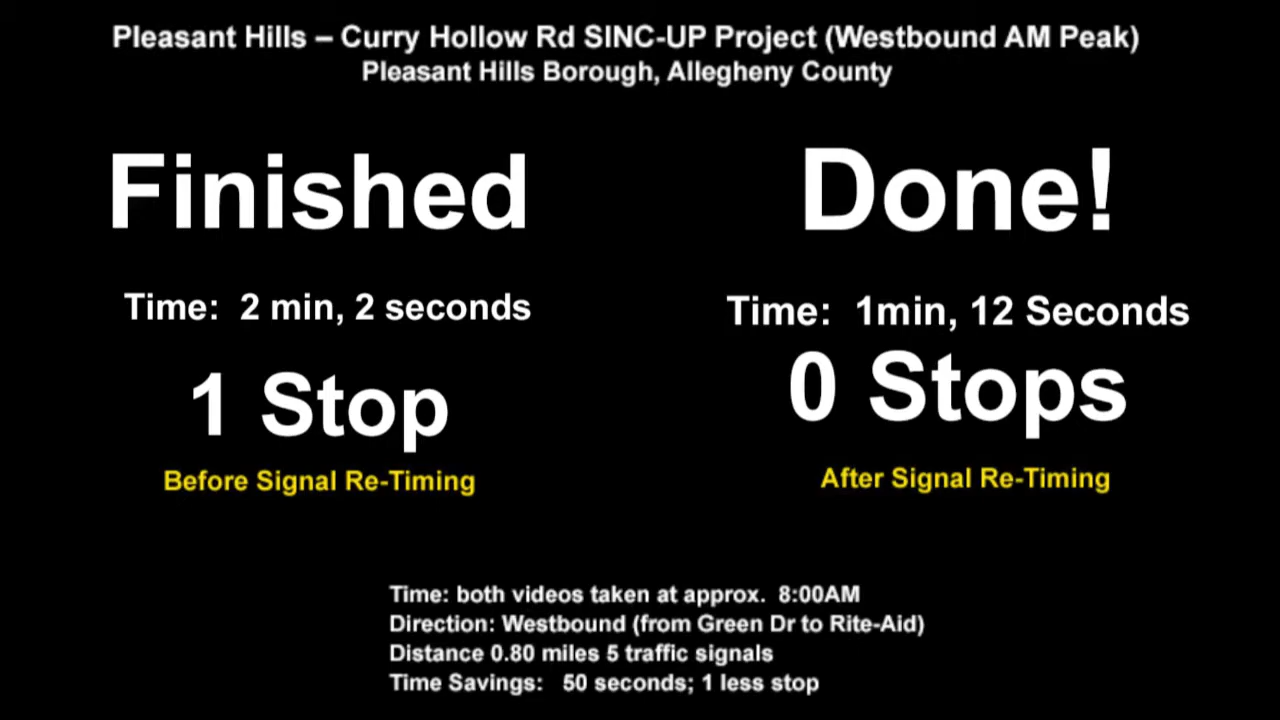 Pleasant Hills – Curry Hollow Rd SINC-UP Project (Westbound AM Peak)
Pleasant Hills Borough, Allegheny County
Finished
Time: 2 min, 2 seconds
1 Stop
Before Signal Re-Timing
Done!
Time: 1min, 12 Seconds
0 Stops
After Signal Re-Timing
Time: both videos taken at approx. 8:00AM
Direction: Westbound (from Green Dr to Rite-Aid)
Distance 0.80 miles 5 traffic signals
Time Savings: 50 seconds; 1 less stop